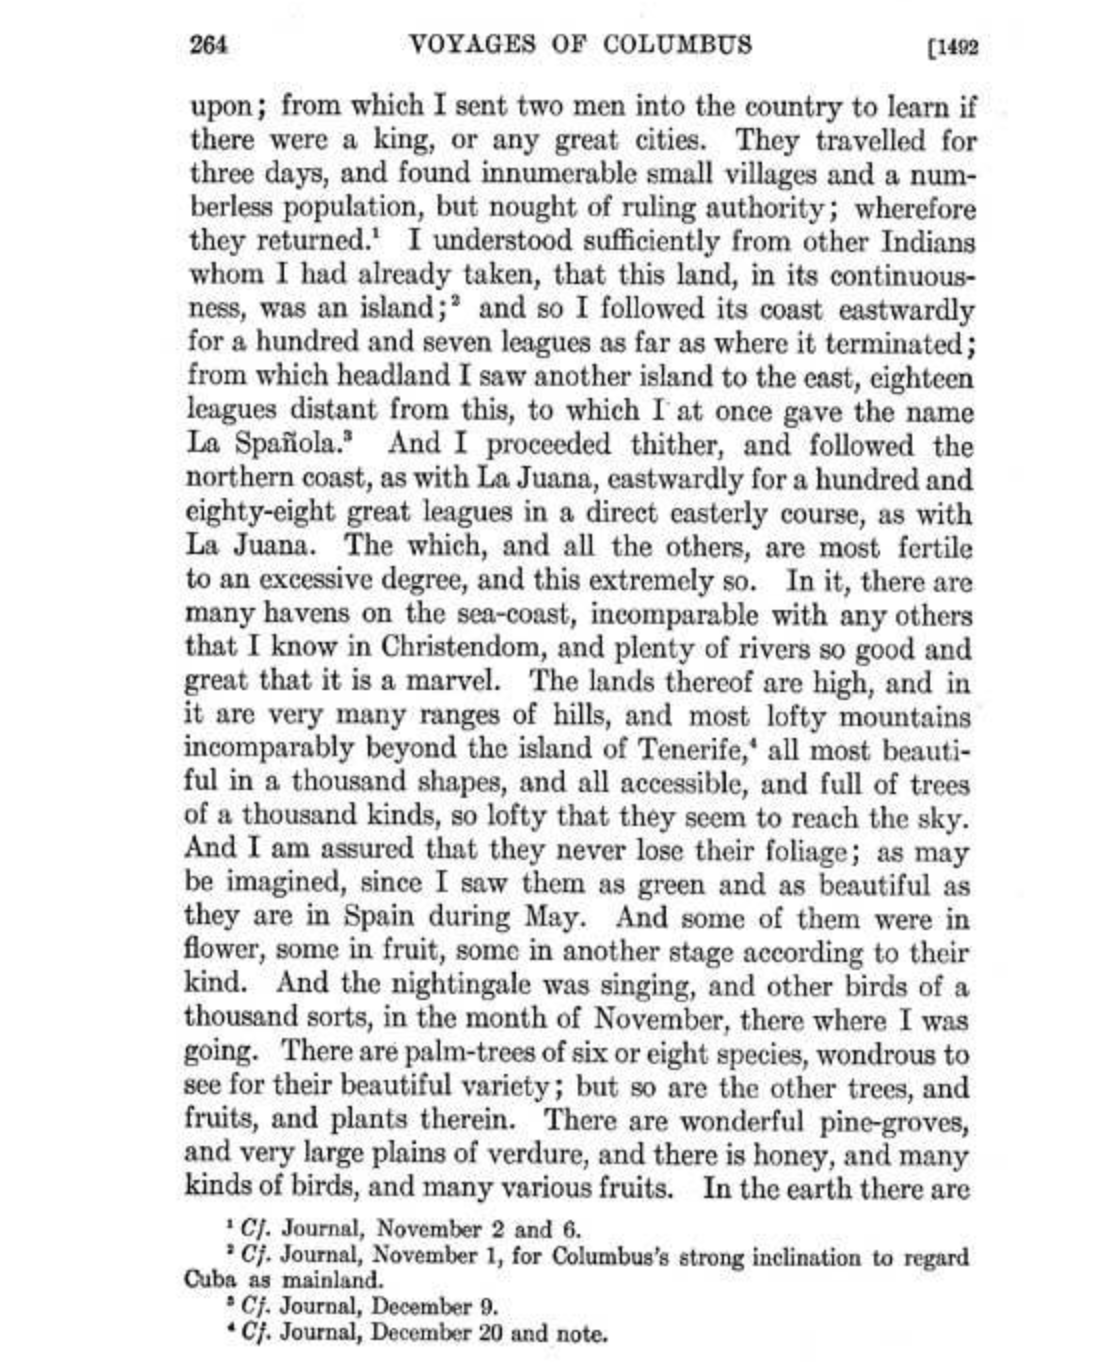 264 VOYAGES OF COLUMBUS [1492
upon; from which I sent two men into the country to learn if
there were a king, or any great cities. They travelled for
three days, and found innumerable small villages and a num-
berless population, but nought of ruling authority; wherefore
they returned.¹ I understood sufficiently from other Indians
whom I had already taken, that this land, in its continuous-
ness, was an island;² and so I followed its coast eastwardly
for a hundred and seven leagues as far as where it terminated;
from which headland I saw another island to the east, eighteen
leagues distant from this, to which I at once gave the name
La Spañola.³ And I proceeded thither, and followed the
northern coast, as with La Juana, eastwardly for a hundred and
eighty-eight great leagues in a direct easterly course, as with
La Juana. The which, and all the others, are most fertile
to an excessive degree, and this extremely so. In it, there are
many havens on the sea-coast, incomparable with any others
that I know in Christendom, and plenty of rivers so good and
great that it is a marvel. The lands thereof are high, and in
it are very many ranges of hills, and most lofty mountains
incomparably beyond the island of Tenerife,⁴ all most beauti-
ful in a thousand shapes, and all accessible, and full of trees
of a thousand kinds, so lofty that they seem to reach the sky.
And I am assured that they never lose their foliage; as may
be imagined, since I saw them as green and as beautiful as
they are in Spain during May. And some of them were in
flower, some in fruit, some in another stage according to their
kind. And the nightingale was singing, and other birds of a
thousand sorts, in the month of November, there where I was
going. There are palm-trees of six or eight species, wondrous to
see for their beautiful variety; but so are the other trees, and
fruits, and plants therein. There are wonderful pine-groves,
and very large plains of verdure, and there is honey, and many
kinds of birds, and many various fruits. In the earth there are
¹ Cf. Journal, November 2 and 6.
² Cf. Journal, November 1, for Columbus's strong inclination to regard
Cuba as mainland.
³ Cf. Journal, December 9.
⁴ Cf. Journal, December 20 and note.